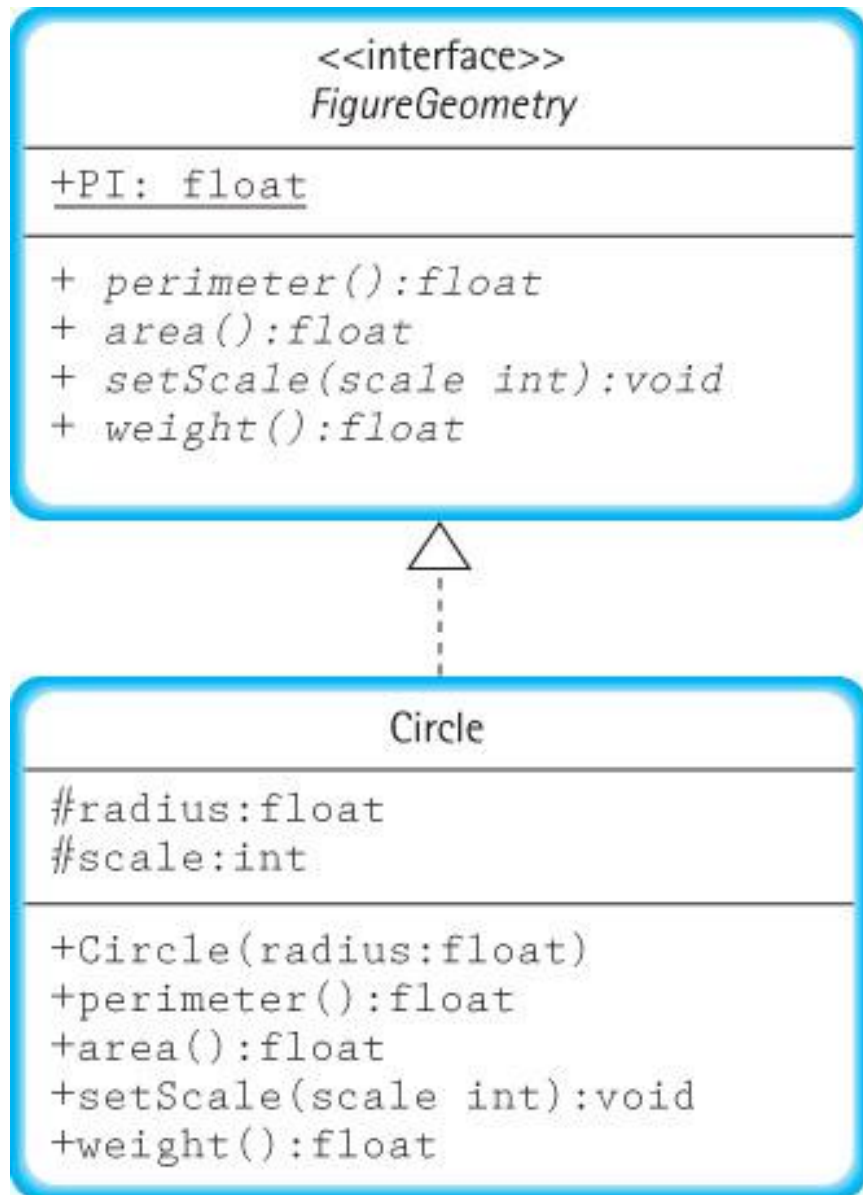 <<interface>>
FigureGeometry
+PI: float
+ perimeter():float
+ area():float
+ setScale(scale int):void
+ weight():float
Circle
#radius:float
#scale:int
+Circle(radius:float)
+perimeter():float
+area():float
+setScale(scale int):void
+weight():float